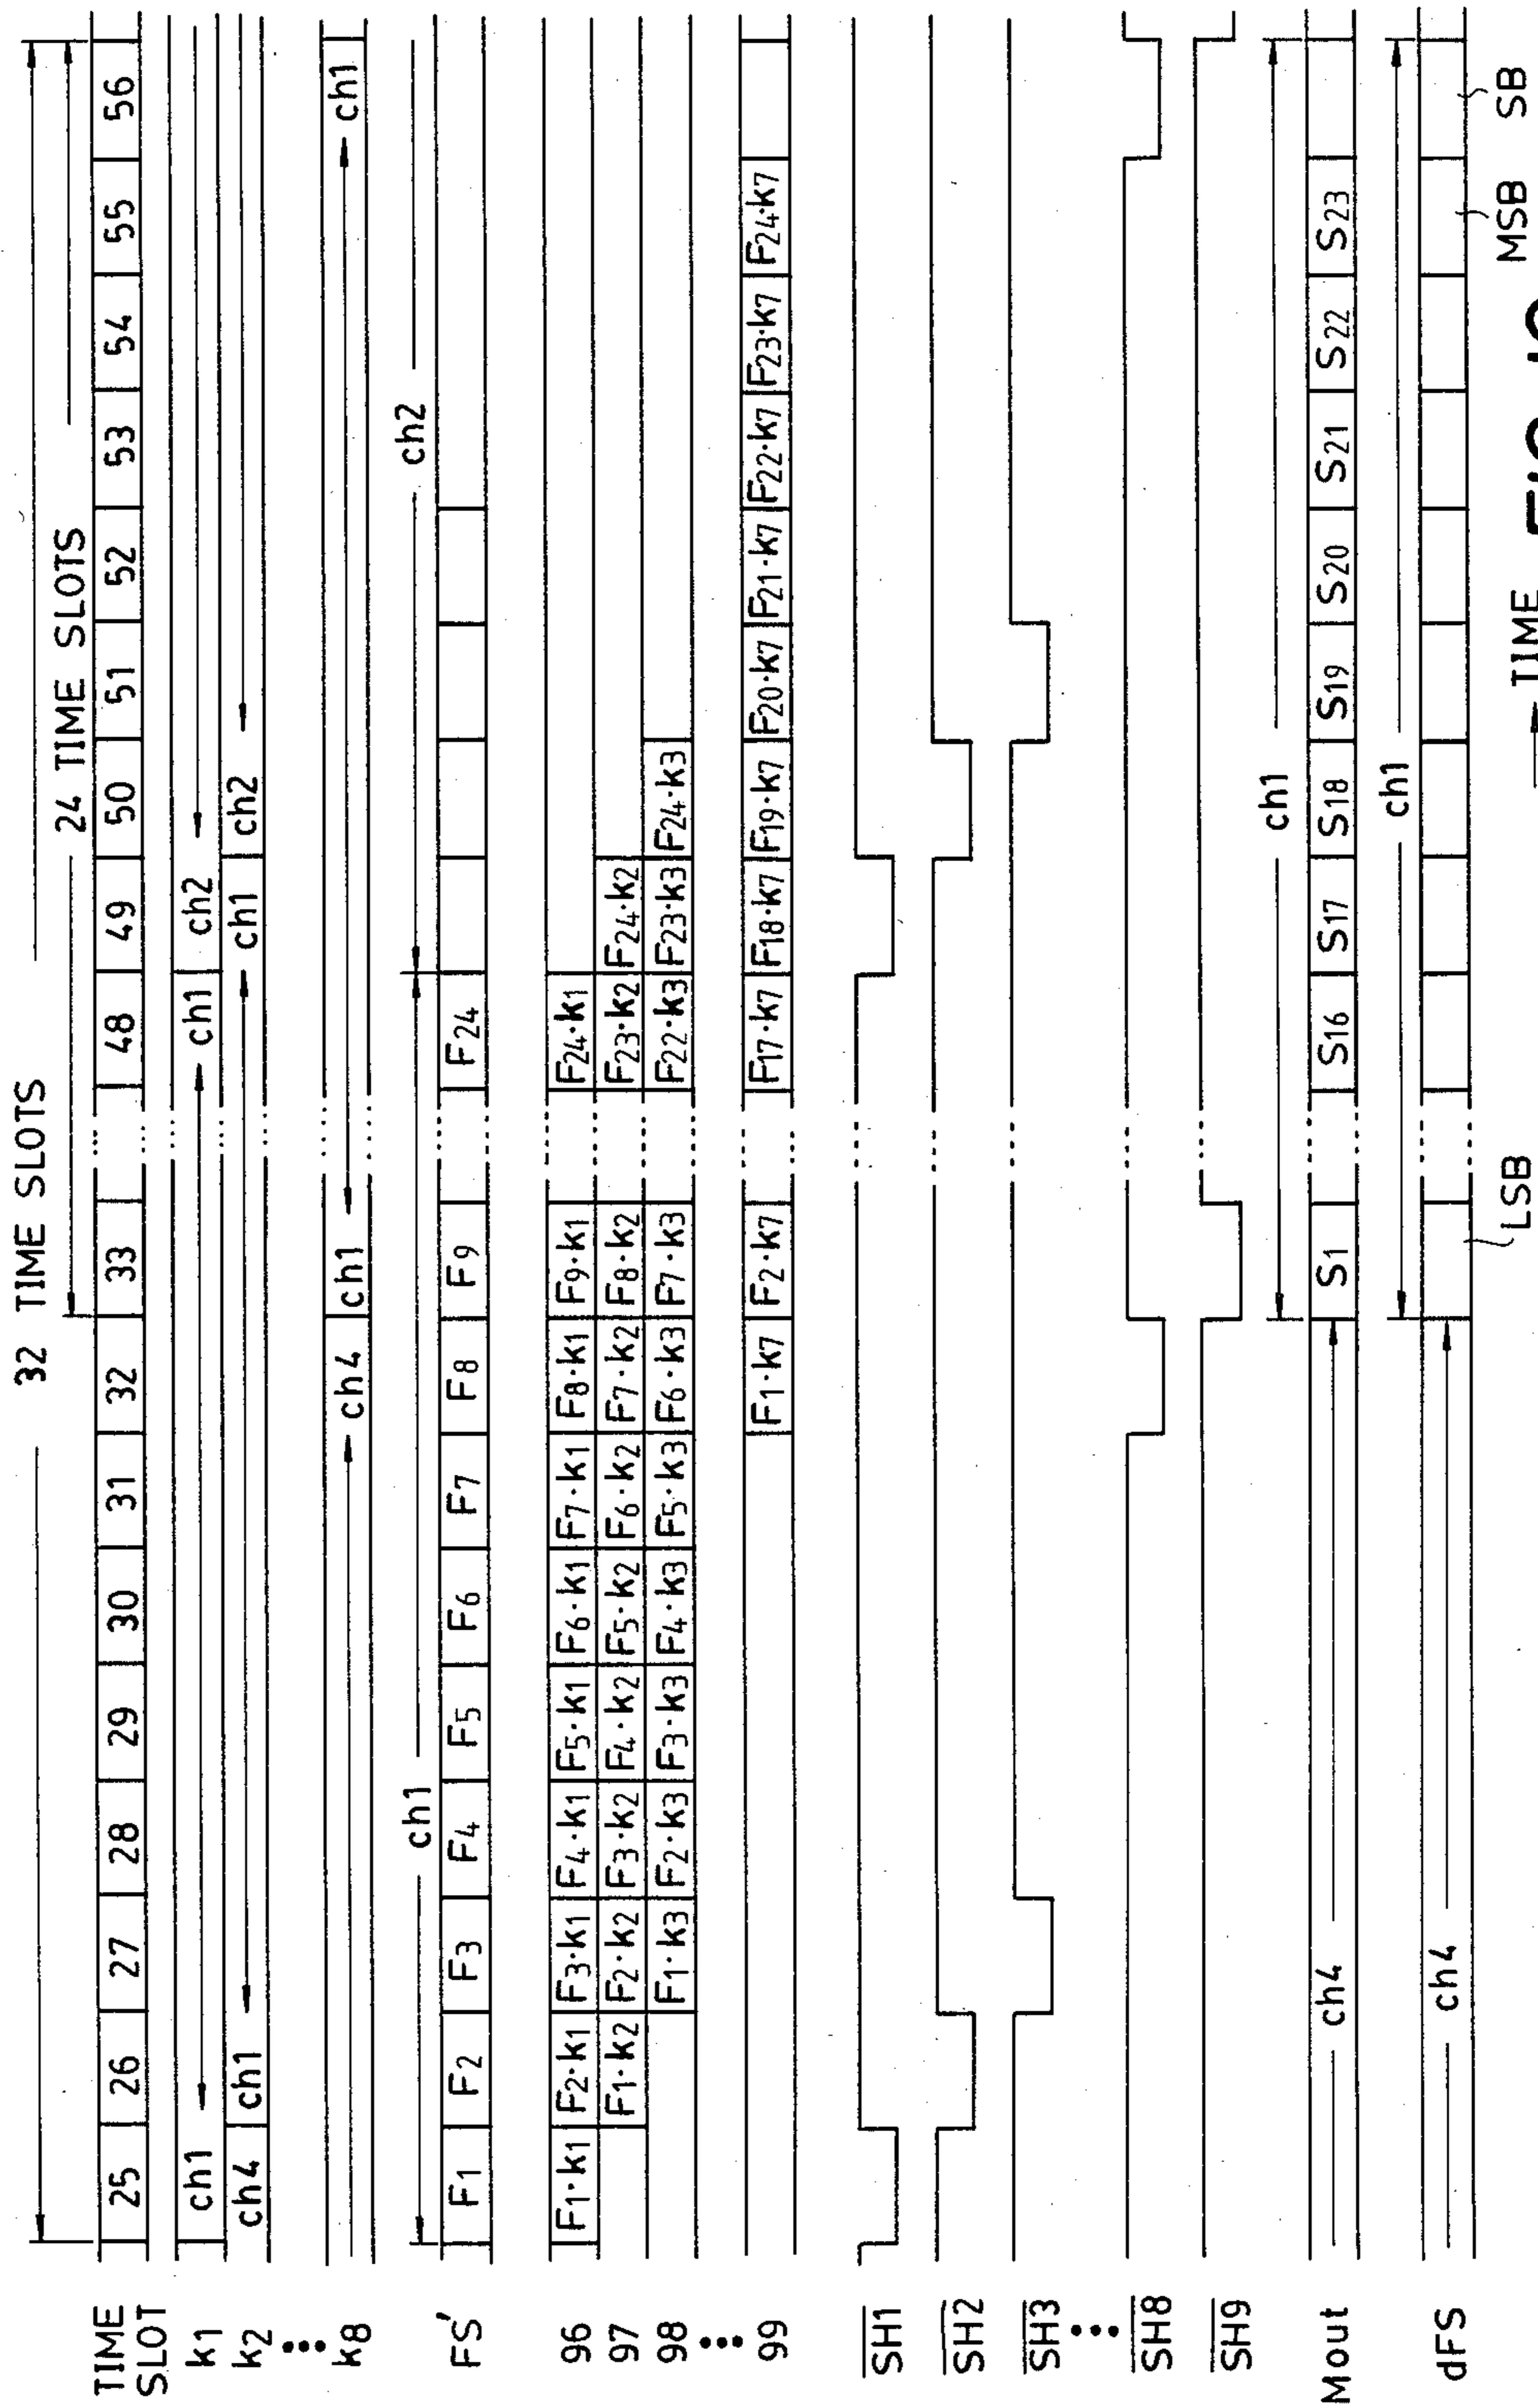 32 TIME SLOTS
24 TIME SLOTS
TIME SLOT 25 26 27 28 29 30 31 32 33 ... 48 49 50 51 52 53 54 55 56
k1 ch1 ch1 ch2
k2 ch4 ch1 ch1 ch2
k8 ch4 ch1 ch1
ch1 ch2
FS' F1 F2 F3 F4 F5 F6 F7 F8 F9 ... F24
96 F1·k1 F2·k1 F3·k1 F4·k1 F5·k1 F6·k1 F7·k1 F8·k1 F9·k1 ... F24·k1
97 F1·k2 F2·k2 F3·k2 F4·k2 F5·k2 F6·k2 F7·k2 F8·k2 ... F23·k2 F24·k2
98 F1·k3 F2·k3 F3·k3 F4·k3 F5·k3 F6·k3 F7·k3 ... F22·k3 F23·k3 F24·k3
99 F1·k7 F2·k7 ... F17·k7 F18·k7 F19·k7 F20·k7 F21·k7 F22·k7 F23·k7 F24·k7
SH1
SH2
SH3
SH8
SH9
ch1
Mout ch4 S1 ... S16 S17 S18 S19 S20 S21 S22 S23
ch1
dFS ch4
LSB MSB SB
TIME